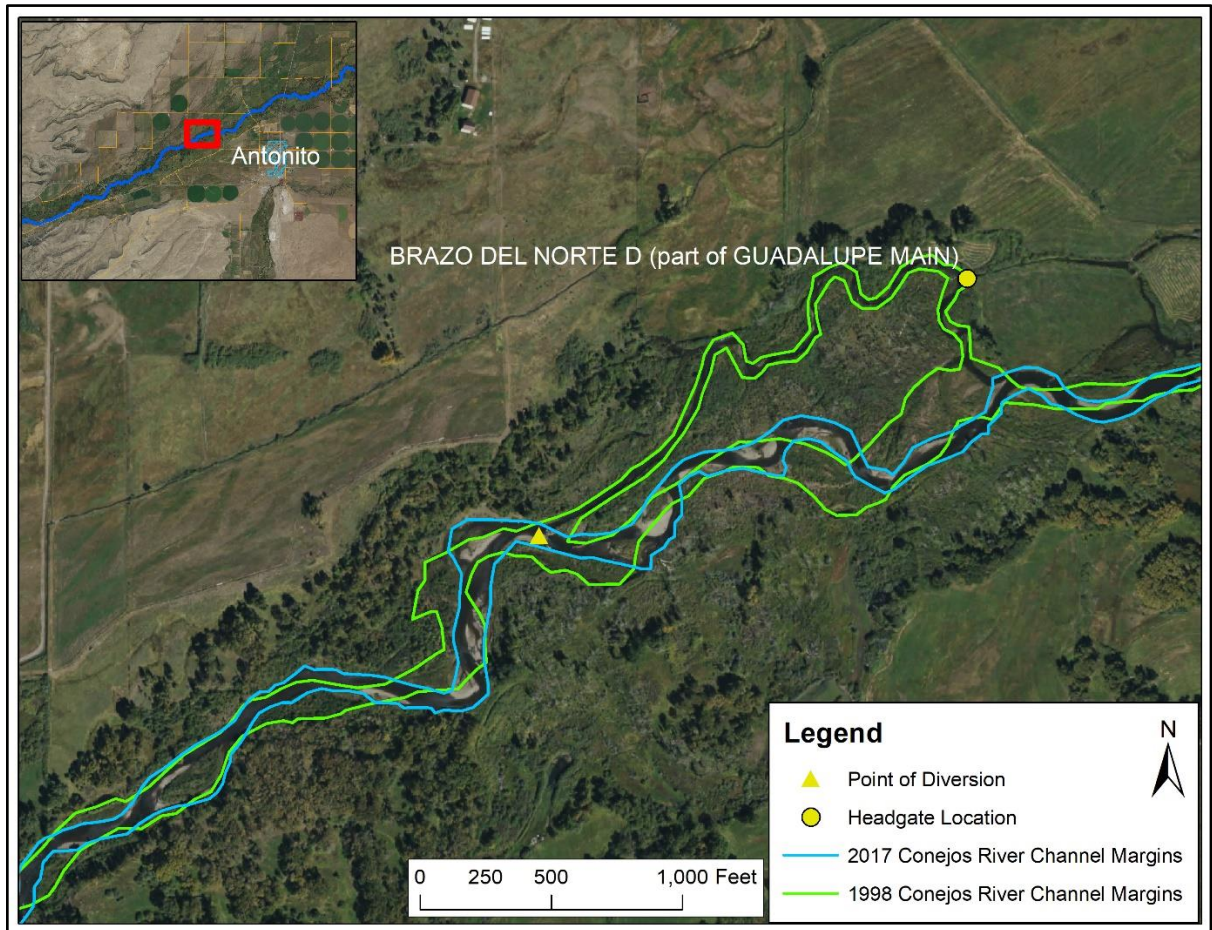 Antonito
BRAZO DEL NORTE D (part of GUADALUPE MAIN)
Legend
N
Point of Diversion
Headgate Location
2017 Conejos River Channel Margins
1998 Conejos River Channel Margins
0 250 500 1,000 Feet